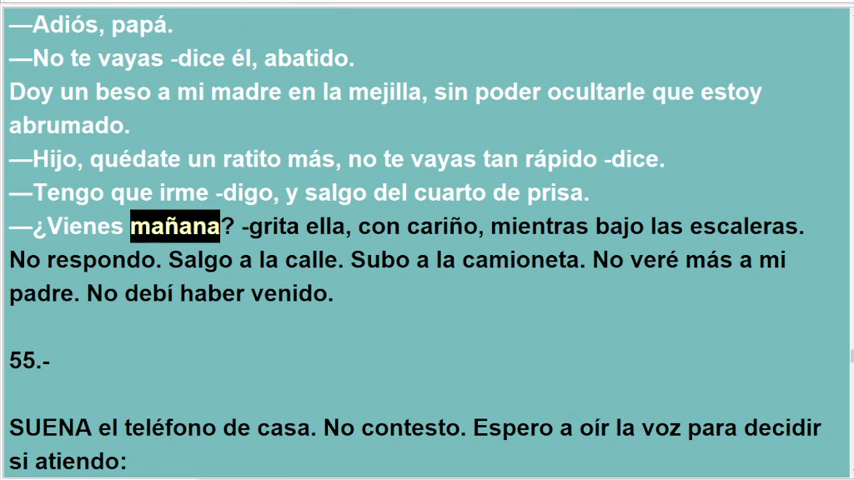 —Adiós, papá.
—No te vayas -dice él, abatido.
Doy un beso a mi madre en la mejilla, sin poder ocultarle que estoy
abrumado.
—Hijo, quédate un ratito más, no te vayas tan rápido -dice.
—Tengo que irme -digo, y salgo del cuarto de prisa.
—¿Vienes mañana? -grita ella, con cariño, mientras bajo las escaleras.
No respondo. Salgo a la calle. Subo a la camioneta. No veré más a mi
padre. No debí haber venido.
55.-
SUENA el teléfono de casa. No contesto. Espero a oír la voz para decidir
si atiendo: